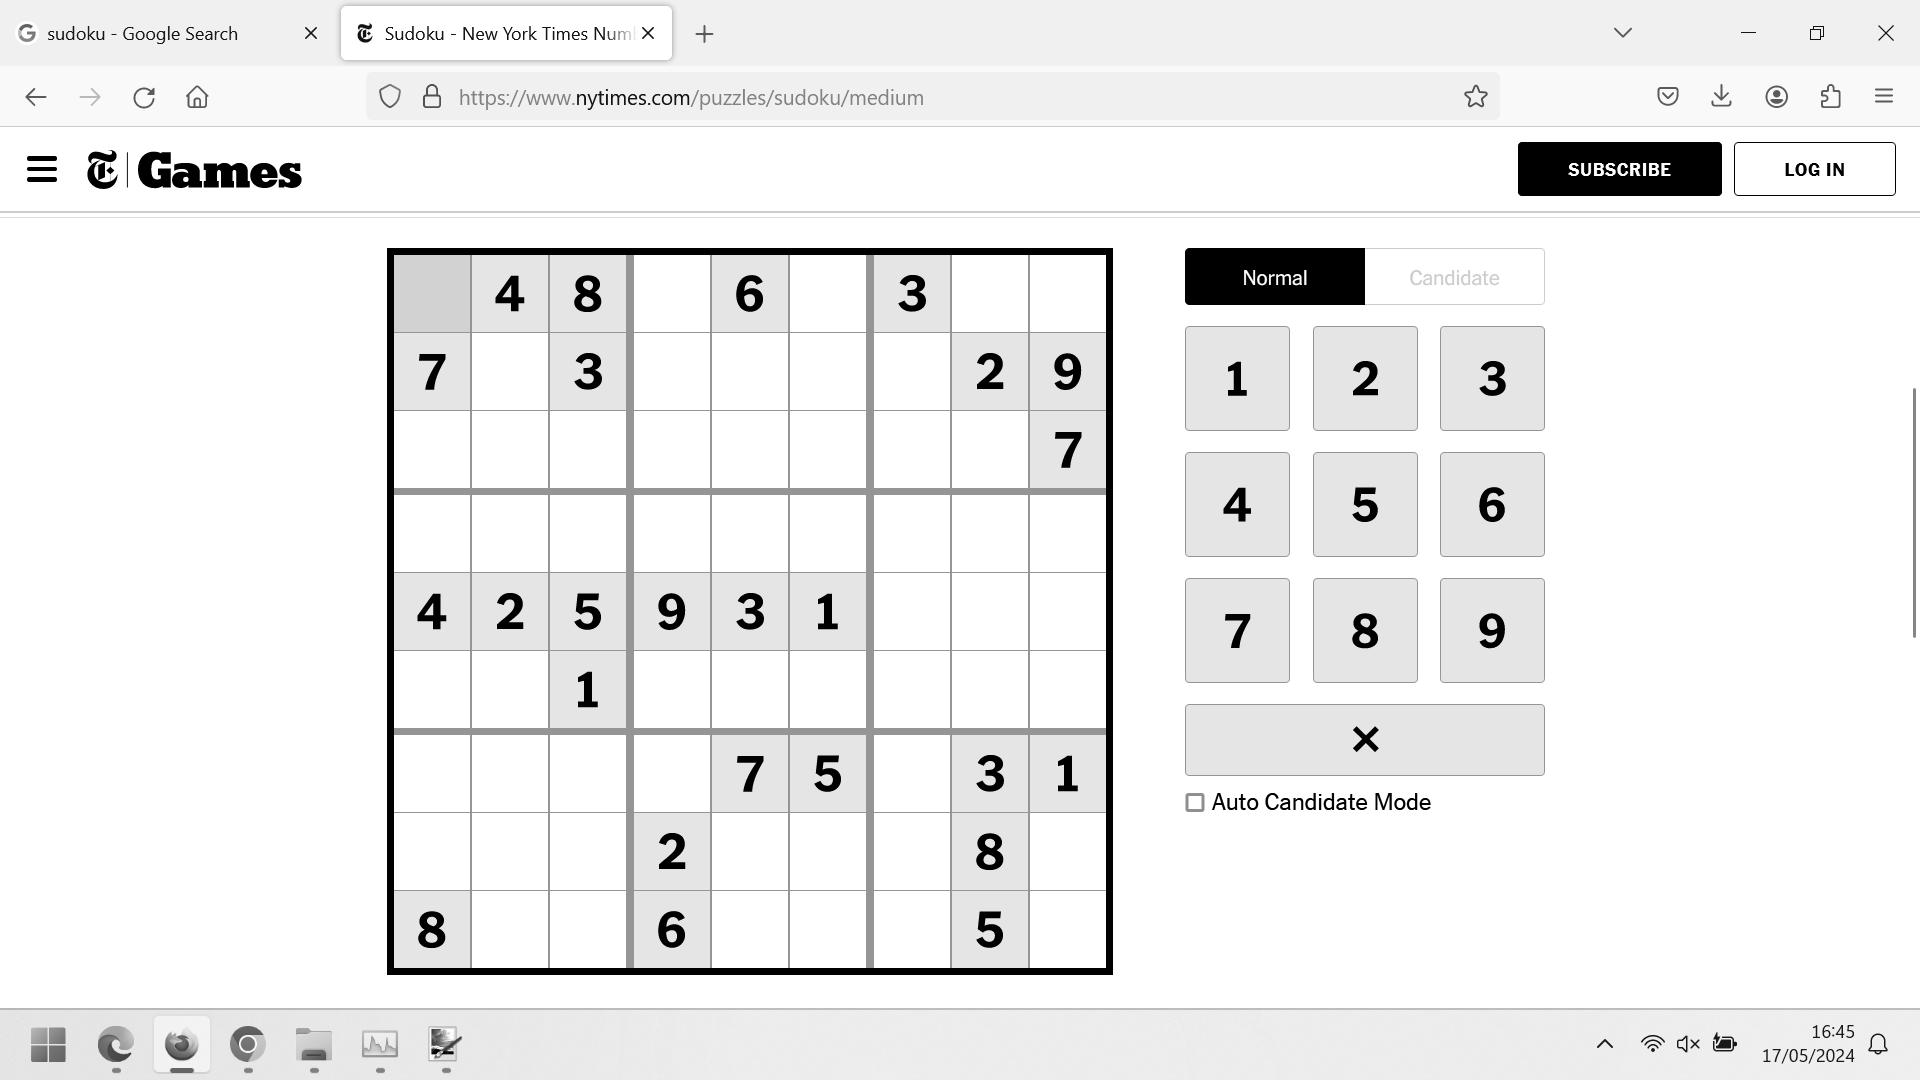 sudoku - Google Search
Sudoku - New York Times Num
https://www.nytimes.com/puzzles/sudoku/medium
Games
SUBSCRIBE
LOG IN
4 8 6 3
7 3 2 9
7
4 2 5 9 3 1
1
7 5 3 1
2 8
8 6 5
Normal
Candidate
1 2 3
4 5 6
7 8 9
Auto Candidate Mode
16:45
17/05/2024